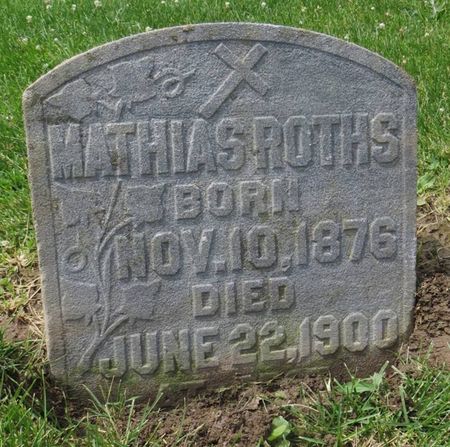 MATHIAS ROTHS
BORN
NOV. 10, 1876
DIED
JUNE 22, 1900